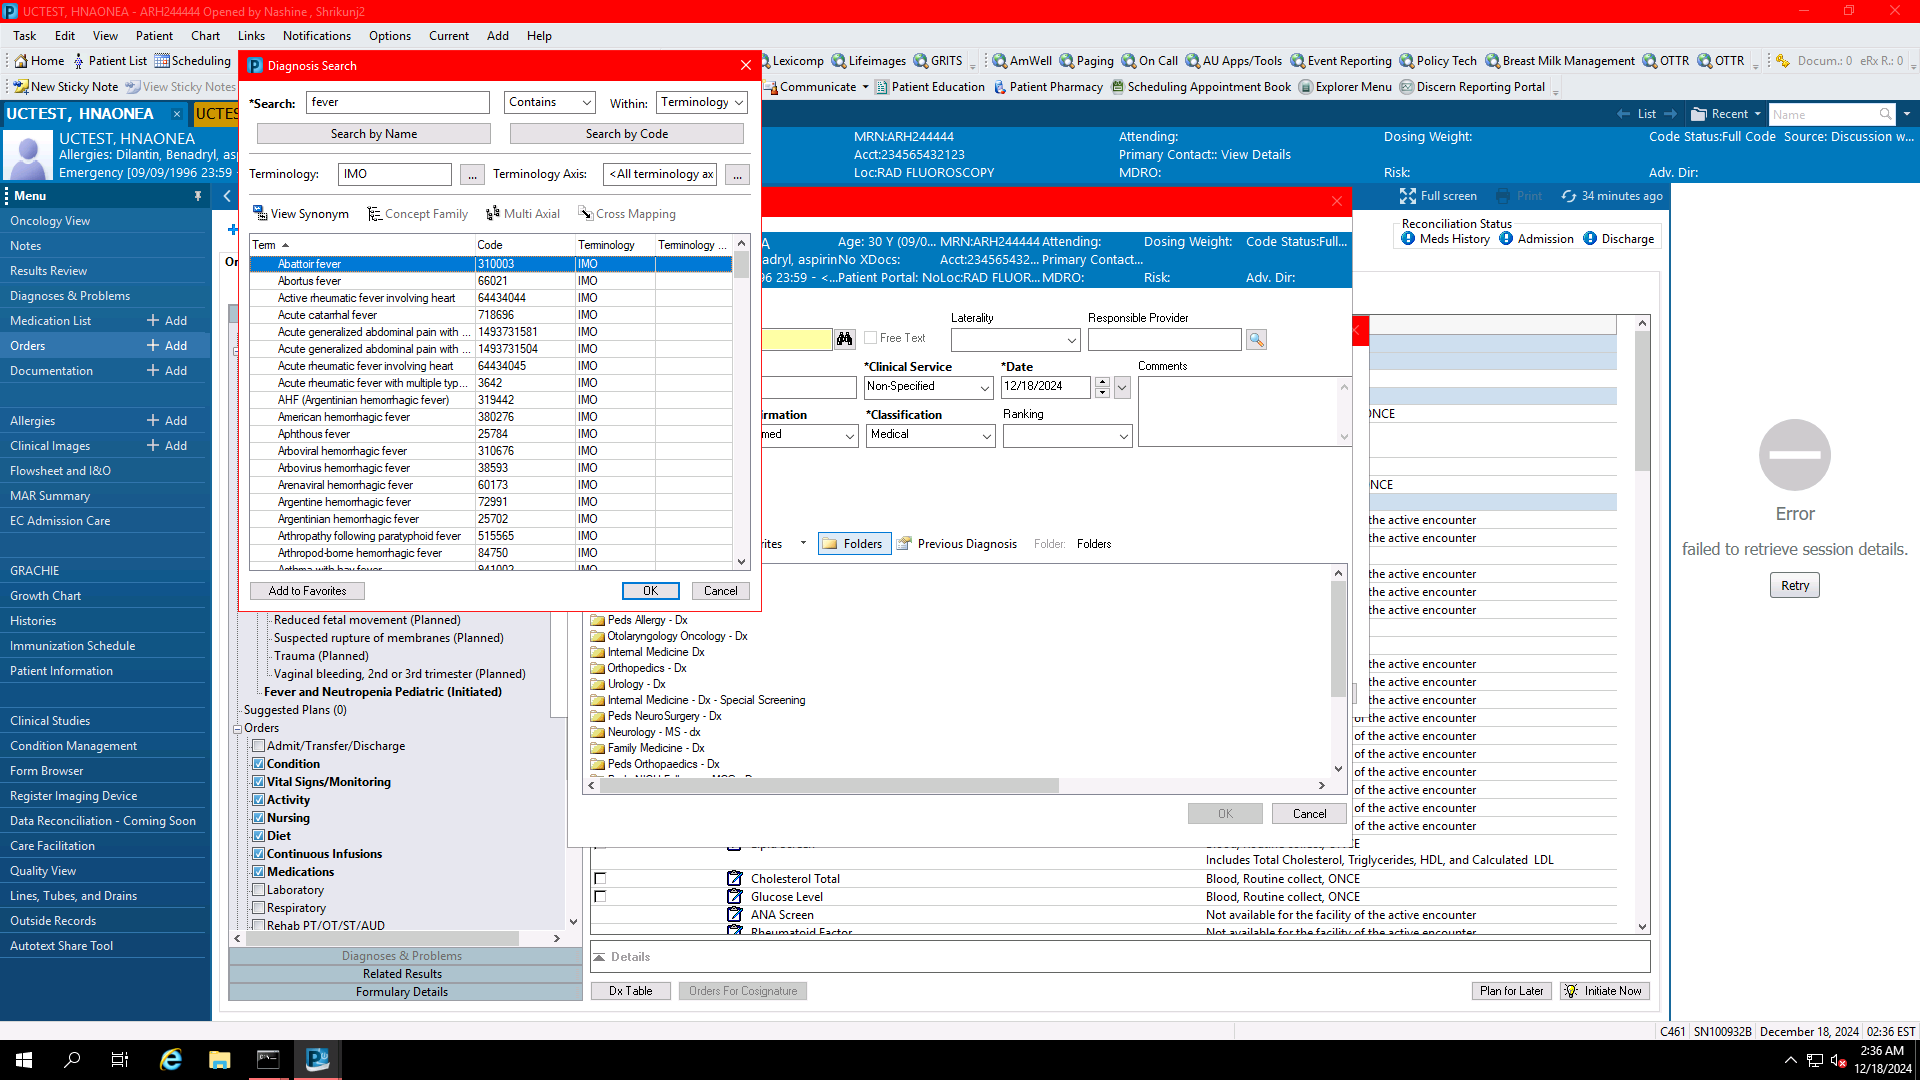 UCTEST, HNAONEA - ARH244444 Opened by Nashine , Shrikunj2
Task Edit View Patient Chart Links Notifications Options Current Add Help
Home Patient List Scheduling Lexicomp Lifeimages GRITS AmWell Paging On Call AU Apps/Tools Event Reporting Policy Tech Breast Milk Management OTTR OTTR Docum.: 0 eRx R.: 0
New Sticky Note View Sticky Notes Communicate Patient Education Patient Pharmacy Scheduling Appointment Book Explorer Menu Discern Reporting Portal
UCTEST, HNAONEA × UCTE List Recent Name
UCTEST, HNAONEA MRN:ARH244444 Attending: Dosing Weight: Code Status:Full Code Source: Discussion w...
Allergies: Dilantin, Benadryl, asp Acct:234565432123 Primary Contact:: View Details
Emergency [09/09/1996 23:59 - Loc:RAD FLUOROSCOPY MDRO: Risk: Adv. Dir:
Menu
Full screen Print 34 minutes ago
Orders View
Reconciliation Status
Meds History Admission Discharge
Oncology View
Notes
Results Review
Diagnoses & Problems
Medication List + Add
Orders + Add
Documentation + Add
Allergies + Add
Clinical Images + Add
Flowsheet and I&O
MAR Summary
EC Admission Care
GRACHIE
Growth Chart
Histories
Immunization Schedule
Patient Information
Clinical Studies
Condition Management
Form Browser
Register Imaging Device
Data Reconciliation - Coming Soon
Care Facilitation
Quality View
Lines, Tubes, and Drains
Outside Records
Autotext Share Tool
Diagnosis Search
*Search: fever Contains Within: Terminology
Search by Name Search by Code
Terminology: IMO ... Terminology Axis: <All terminology ax ...
View Synonym Concept Family Multi Axial Cross Mapping
Term Code Terminology Terminology ...
Abattoir fever 310003 IMO
Abortus fever 66021 IMO
Active rheumatic fever involving heart 64434044 IMO
Acute catarrhal fever 718696 IMO
Acute generalized abdominal pain with ... 1493731581 IMO
Acute generalized abdominal pain with ... 1493731504 IMO
Acute rheumatic fever involving heart 64434045 IMO
Acute rheumatic fever with multiple typ... 3642 IMO
AHF (Argentinian hemorrhagic fever) 319442 IMO
American hemorrhagic fever 380276 IMO
Aphthous fever 25784 IMO
Arboviral hemorrhagic fever 310676 IMO
Arbovirus hemorrhagic fever 38593 IMO
Arenaviral hemorrhagic fever 60173 IMO
Argentine hemorrhagic fever 72991 IMO
Argentinian hemorrhagic fever 25702 IMO
Arthropathy following paratyphoid fever 515565 IMO
Arthropod-borne hemorrhagic fever 84750 IMO
Asthma with hay fever 941002 IMO
Add to Favorites OK Cancel
A Age: 30 Y (09/0... MRN:ARH244444 Attending: Dosing Weight: Code Status:Full...
adryl, aspirin No XDocs: Acct:234565432... Primary Contact...
96 23:59 - <... Patient Portal: No Loc:RAD FLUOR... MDRO: Risk: Adv. Dir:
Laterality Responsible Provider
Free Text
*Clinical Service *Date Comments
Non-Specified 12/18/2024
irmation *Classification Ranking
med Medical
rites Folders Previous Diagnosis Folder: Folders
Peds Allergy - Dx
Otolaryngology Oncology - Dx
Internal Medicine Dx
Orthopedics - Dx
Urology - Dx
Internal Medicine - Dx - Special Screening
Peds NeuroSurgery - Dx
Neurology - MS - dx
Family Medicine - Dx
Peds Orthopaedics - Dx
OK Cancel
Reduced fetal movement (Planned)
Suspected rupture of membranes (Planned)
Trauma (Planned)
Vaginal bleeding, 2nd or 3rd trimester (Planned)
Fever and Neutropenia Pediatric (Initiated)
Suggested Plans (0)
Orders
Admit/Transfer/Discharge
Condition
Vital Signs/Monitoring
Activity
Nursing
Diet
Continuous Infusions
Medications
Laboratory
Respiratory
Rehab PT/OT/ST/AUD
Diagnoses & Problems
Related Results
Formulary Details
NCE
NCE
the active encounter
the active encounter
the active encounter
the active encounter
the active encounter
the active encounter
the active encounter
the active encounter
of the active encounter
of the active encounter
of the active encounter
of the active encounter
of the active encounter
of the active encounter
of the active encounter
Lipid Screen Blood, Routine collect, ONCE
Includes Total Cholesterol, Triglycerides, HDL, and Calculated LDL
Cholesterol Total Blood, Routine collect, ONCE
Glucose Level Blood, Routine collect, ONCE
ANA Screen Not available for the facility of the active encounter
Rheumatoid Factor Not available for the facility of the active encounter
Details
Dx Table Orders For Cosignature Plan for Later Initiate Now
Error
failed to retrieve session details.
Retry
C461 SN100932B December 18, 2024 02:36 EST
2:36 AM
12/18/2024